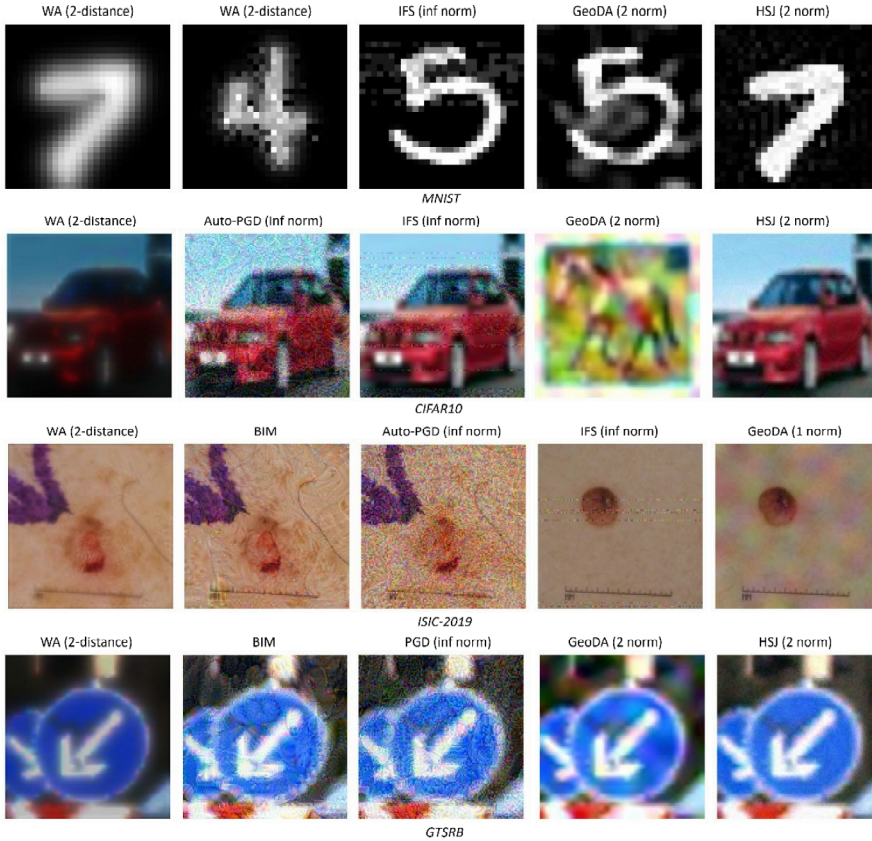 WA (2-distance) WA (2-distance) IFS (inf norm) GeoDA (2 norm) HSJ (2 norm)
MNIST
WA (2-distance) Auto-PGD (inf norm) IFS (inf norm) GeoDA (2 norm) HSJ (2 norm)
CIFAR10
WA (2-distance) BIM Auto-PGD (inf norm) IFS (inf norm) GeoDA (1 norm)
ISIC-2019
WA (2-distance) BIM PGD (inf norm) GeoDA (2 norm) HSJ (2 norm)
GTSRB